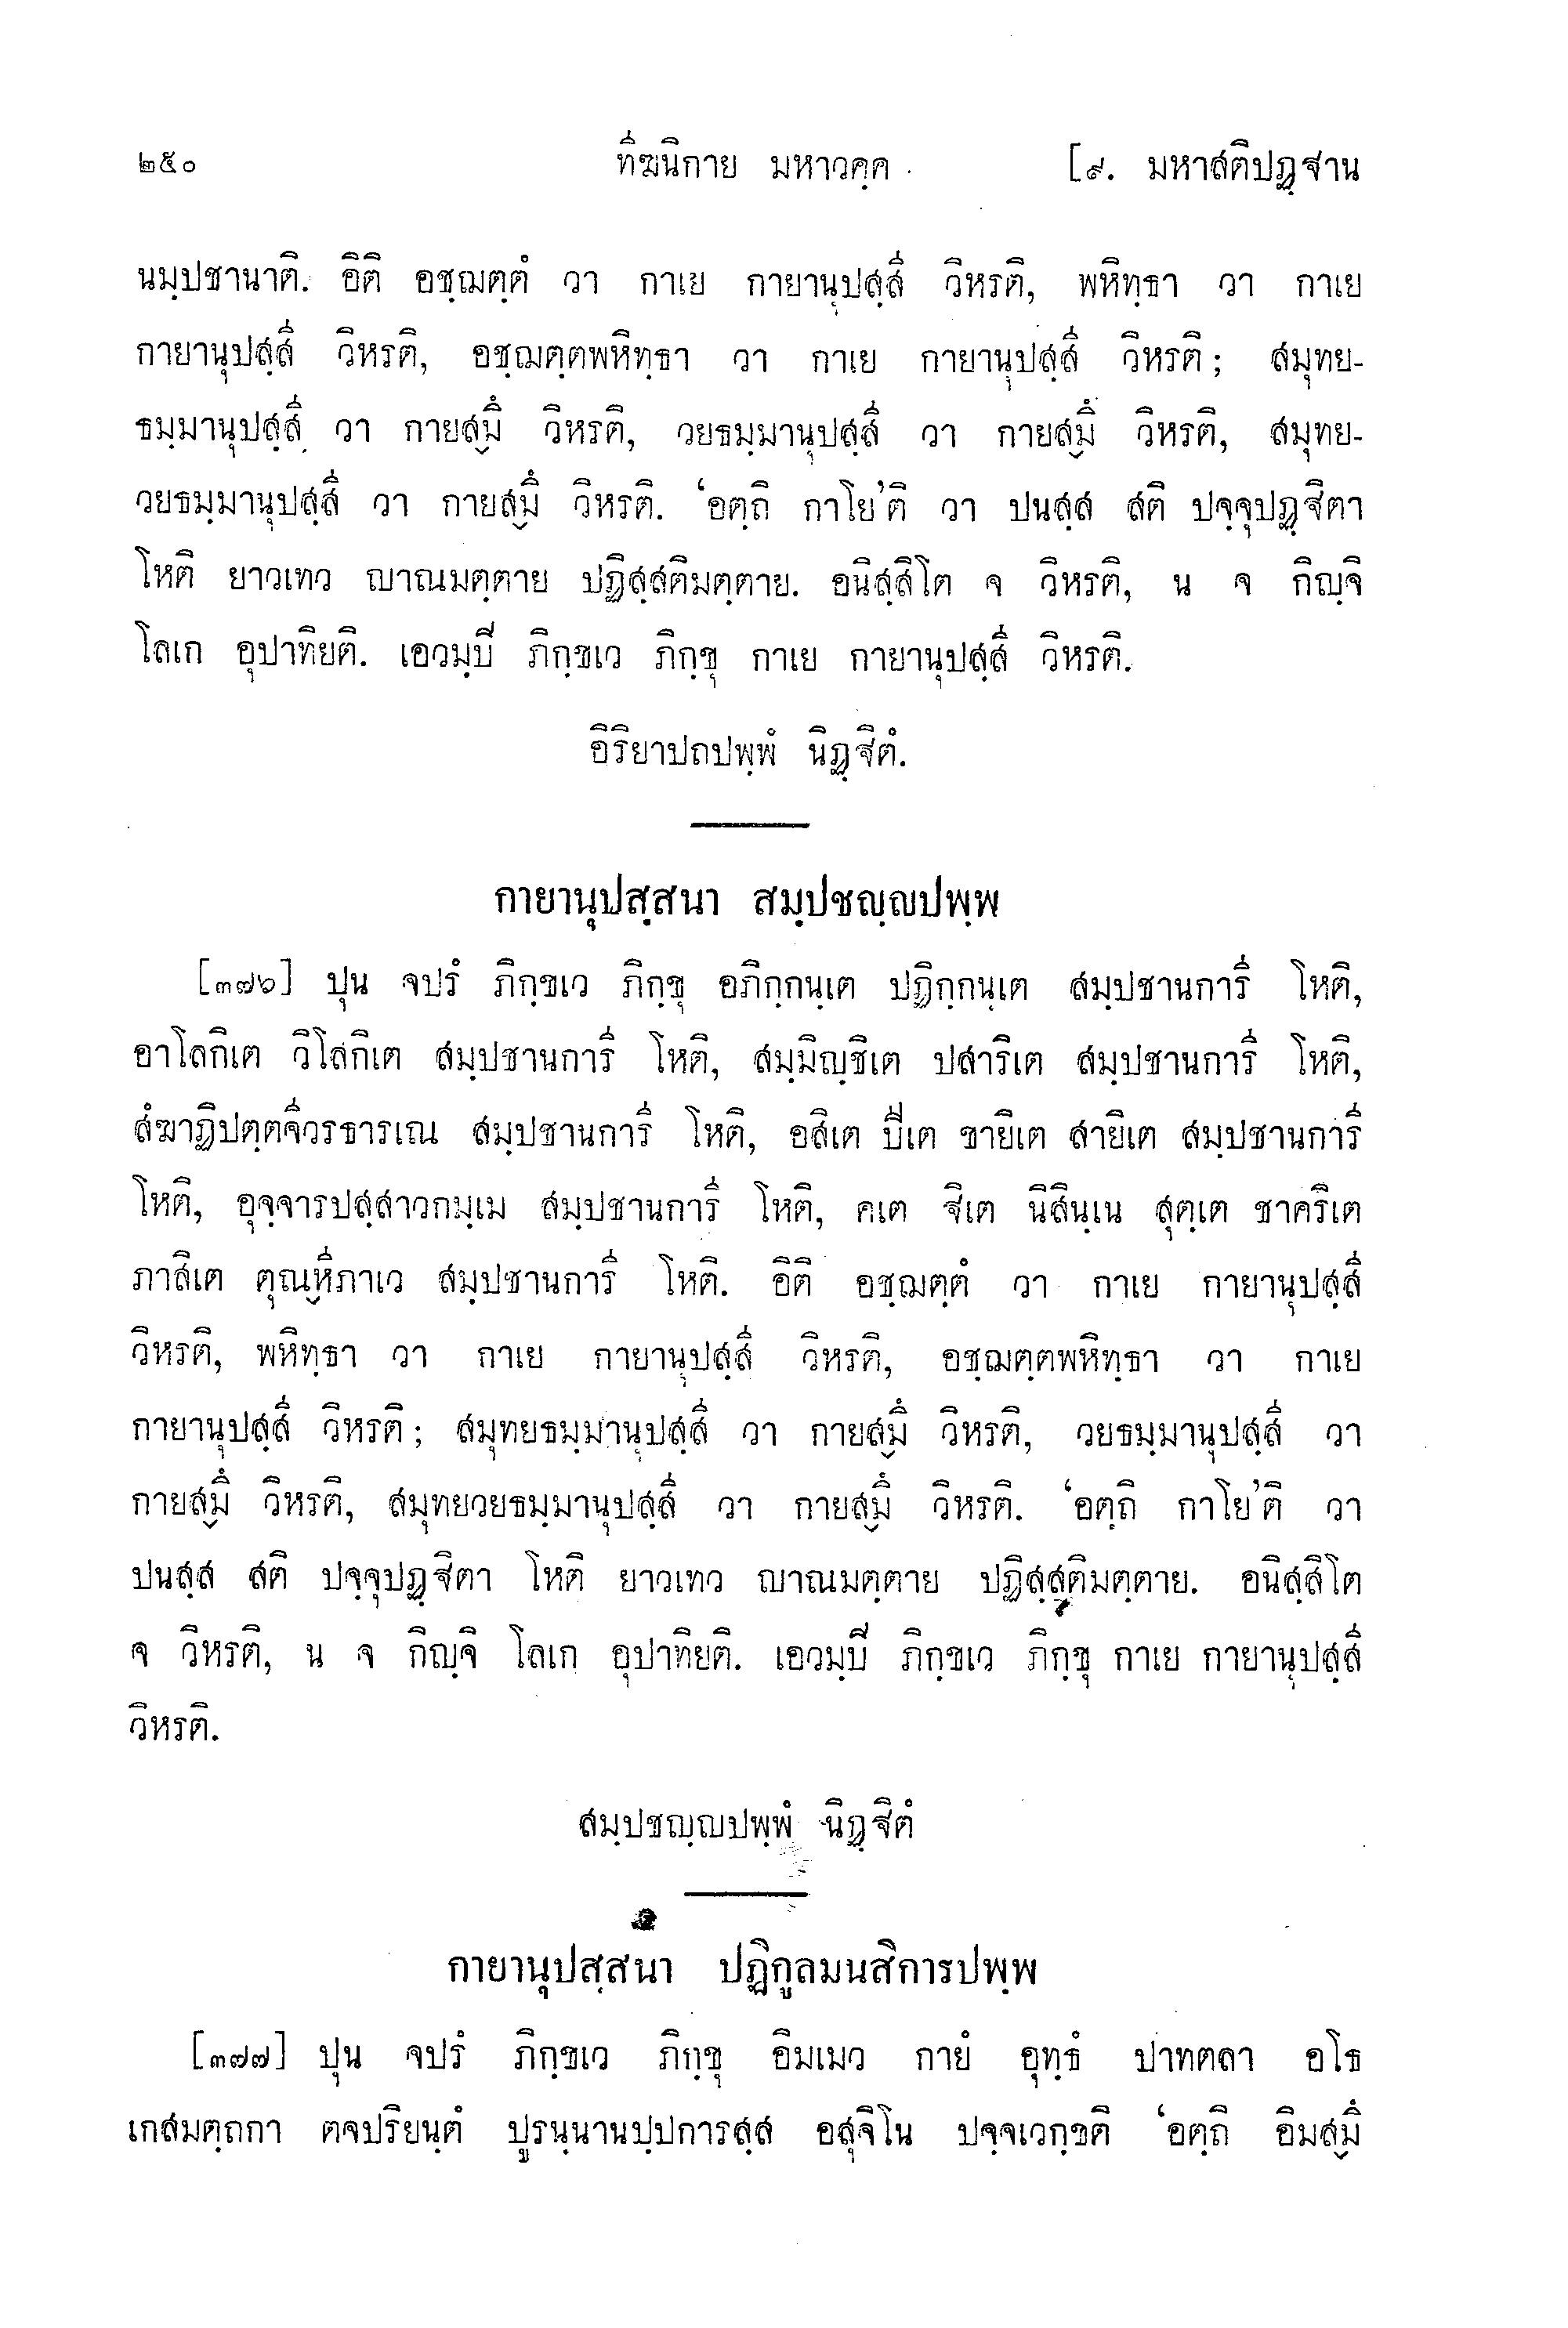 ๒๕๐ ทีฆนิกาย มหาวคฺค [๙. มหาสติปฏฺฐาน
นมฺปชานาติ. อิติ อชฺฌตฺตํ วา กาเย กายานุปสฺสี วิหรติ, พหิทฺธา วา กาเย
กายานุปสฺสี วิหรติ, อชฺฌตฺตพหิทฺธา วา กาเย กายานุปสฺสี วิหรติ; สมุทย-
ธมฺมานุปสฺสี วา กายสฺมึ วิหรติ, วยธมฺมานุปสฺสี วา กายสฺมึ วิหรติ, สมุทย-
วยธมฺมานุปสฺสี วา กายสฺมึ วิหรติ. ‘อตฺถิ กาโย’ติ วา ปนสฺส สติ ปจฺจุปฏฺฐิตา
โหติ ยาวเทว ญาณมตฺตาย ปฏิสฺสติมตฺตาย. อนิสฺสิโต จ วิหรติ, น จ กิญฺจิ
โลเก อุปาทิยติ. เอวมฺปิ ภิกฺขเว ภิกฺขุ กาเย กายานุปสฺสี วิหรติ.
อิริยาปถปพฺพํ นิฏฺฐิตํ.
กายานุปสฺสนา สมฺปชญฺญปพฺพ
[๓๗๖] ปุน จปรํ ภิกฺขเว ภิกฺขุ อภิกฺกนฺเต ปฏิกฺกนฺเต สมฺปชานการี โหติ,
อาโลกิเต วิโลกิเต สมฺปชานการี โหติ, สมฺมิญฺชิเต ปสาริเต สมฺปชานการี โหติ,
สํฆาฏิปตฺตจีวรธารเณ สมฺปชานการี โหติ, อสิเต ปีเต ขายิเต สายิเต สมฺปชานการี
โหติ, อุจฺจารปสฺสาวกมฺเม สมฺปชานการี โหติ, คเต ฐิเต นิสินฺเน สุตฺเต ชาคริเต
ภาสิเต ตุณฺหีภาเว สมฺปชานการี โหติ. อิติ อชฺฌตฺตํ วา กาเย กายานุปสฺสี
วิหรติ, พหิทฺธา วา กาเย กายานุปสฺสี วิหรติ, อชฺฌตฺตพหิทฺธา วา กาเย
กายานุปสฺสี วิหรติ; สมุทยธมฺมานุปสฺสี วา กายสฺมึ วิหรติ, วยธมฺมานุปสฺสี วา
กายสฺมึ วิหรติ, สมุทยวยธมฺมานุปสฺสี วา กายสฺมึ วิหรติ. ‘อตฺถิ กาโย’ติ วา
ปนสฺส สติ ปจฺจุปฏฺฐิตา โหติ ยาวเทว ญาณมตฺตาย ปฏิสฺสติมตฺตาย. อนิสฺสิโต
จ วิหรติ, น จ กิญฺจิ โลเก อุปาทิยติ. เอวมฺปิ ภิกฺขเว ภิกฺขุ กาเย กายานุปสฺสี
วิหรติ.
สมฺปชญฺญปพฺพํ นิฏฺฐิตํ
กายานุปสฺสนา ปฏิกูลมนสิการปพฺพ
[๓๗๗] ปุน จปรํ ภิกฺขเว ภิกฺขุ อิมเมว กายํ อุทฺธํ ปาทตลา อโธ
เกสมตฺถกา ตจปริยนฺตํ ปูรนฺนานปฺปการสฺส อสุจิโน ปจฺจเวกฺขติ ‘อตฺถิ อิมสฺมึ